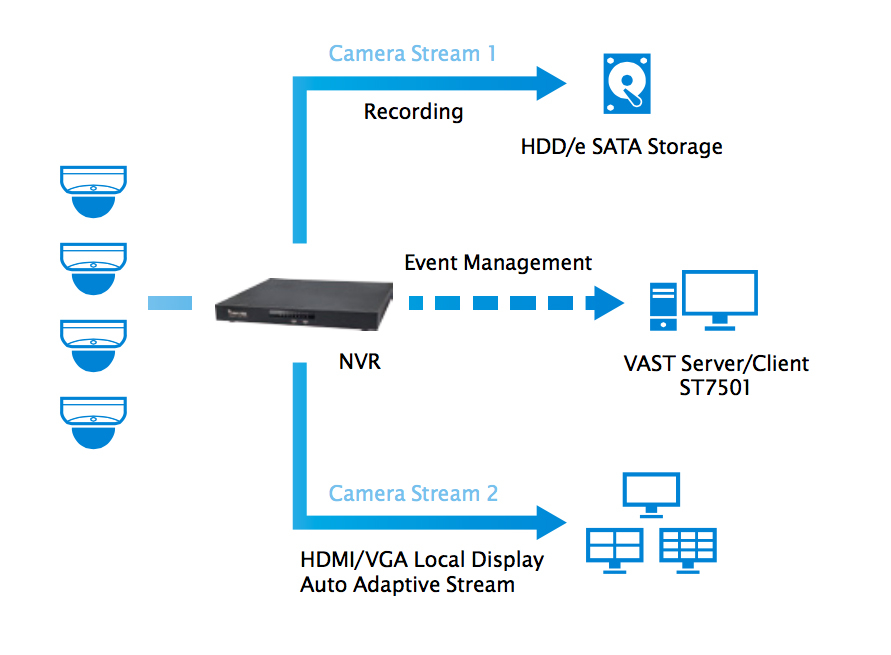 Camera Stream 1
Recording
HDD/e SATA Storage
Event Management
NVR
VAST Server/Client
ST7501
Camera Stream 2
HDMI/VGA Local Display
Auto Adaptive Stream